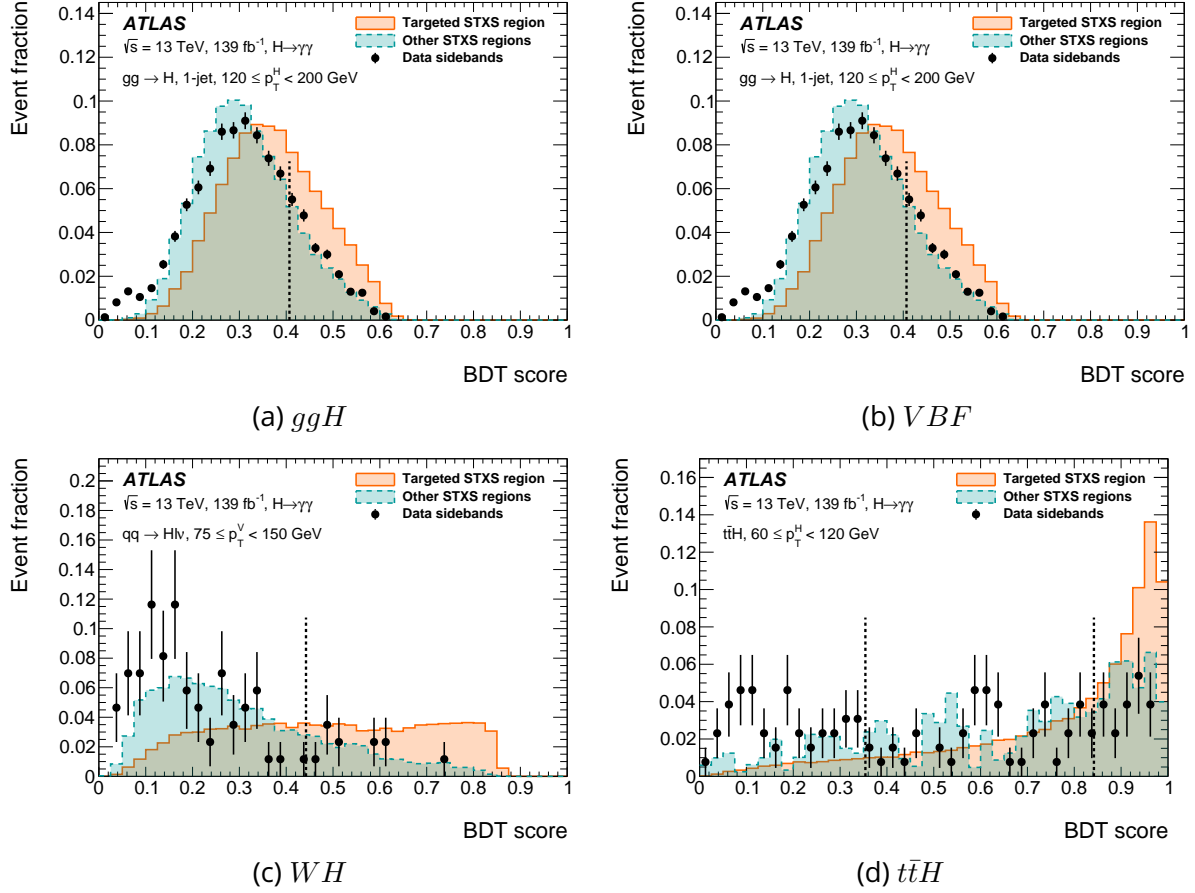 Event fraction
0.14
0.12
0.1
0.08
0.06
0.04
0.02
0
ATLAS
√s = 13 TeV, 139 fb⁻¹, H→γγ
gg → H, 1-jet, 120 ≤ p_T^H < 200 GeV
Targeted STXS region
Other STXS regions
Data sidebands
0 0.1 0.2 0.3 0.4 0.5 0.6 0.7 0.8 0.9 1
BDT score
(a) ggH
Event fraction
0.14
0.12
0.1
0.08
0.06
0.04
0.02
0
ATLAS
√s = 13 TeV, 139 fb⁻¹, H→γγ
gg → H, 1-jet, 120 ≤ p_T^H < 200 GeV
Targeted STXS region
Other STXS regions
Data sidebands
0 0.1 0.2 0.3 0.4 0.5 0.6 0.7 0.8 0.9 1
BDT score
(b) VBF
Event fraction
0.2
0.18
0.16
0.14
0.12
0.1
0.08
0.06
0.04
0.02
0
ATLAS
√s = 13 TeV, 139 fb⁻¹, H→γγ
qq → Hlν, 75 ≤ p_T^V < 150 GeV
Targeted STXS region
Other STXS regions
Data sidebands
0 0.1 0.2 0.3 0.4 0.5 0.6 0.7 0.8 0.9 1
BDT score
(c) WH
Event fraction
0.16
0.14
0.12
0.1
0.08
0.06
0.04
0.02
0
ATLAS
√s = 13 TeV, 139 fb⁻¹, H→γγ
tt̄H, 60 ≤ p_T^H < 120 GeV
Targeted STXS region
Other STXS regions
Data sidebands
0 0.1 0.2 0.3 0.4 0.5 0.6 0.7 0.8 0.9 1
BDT score
(d) tt̄H